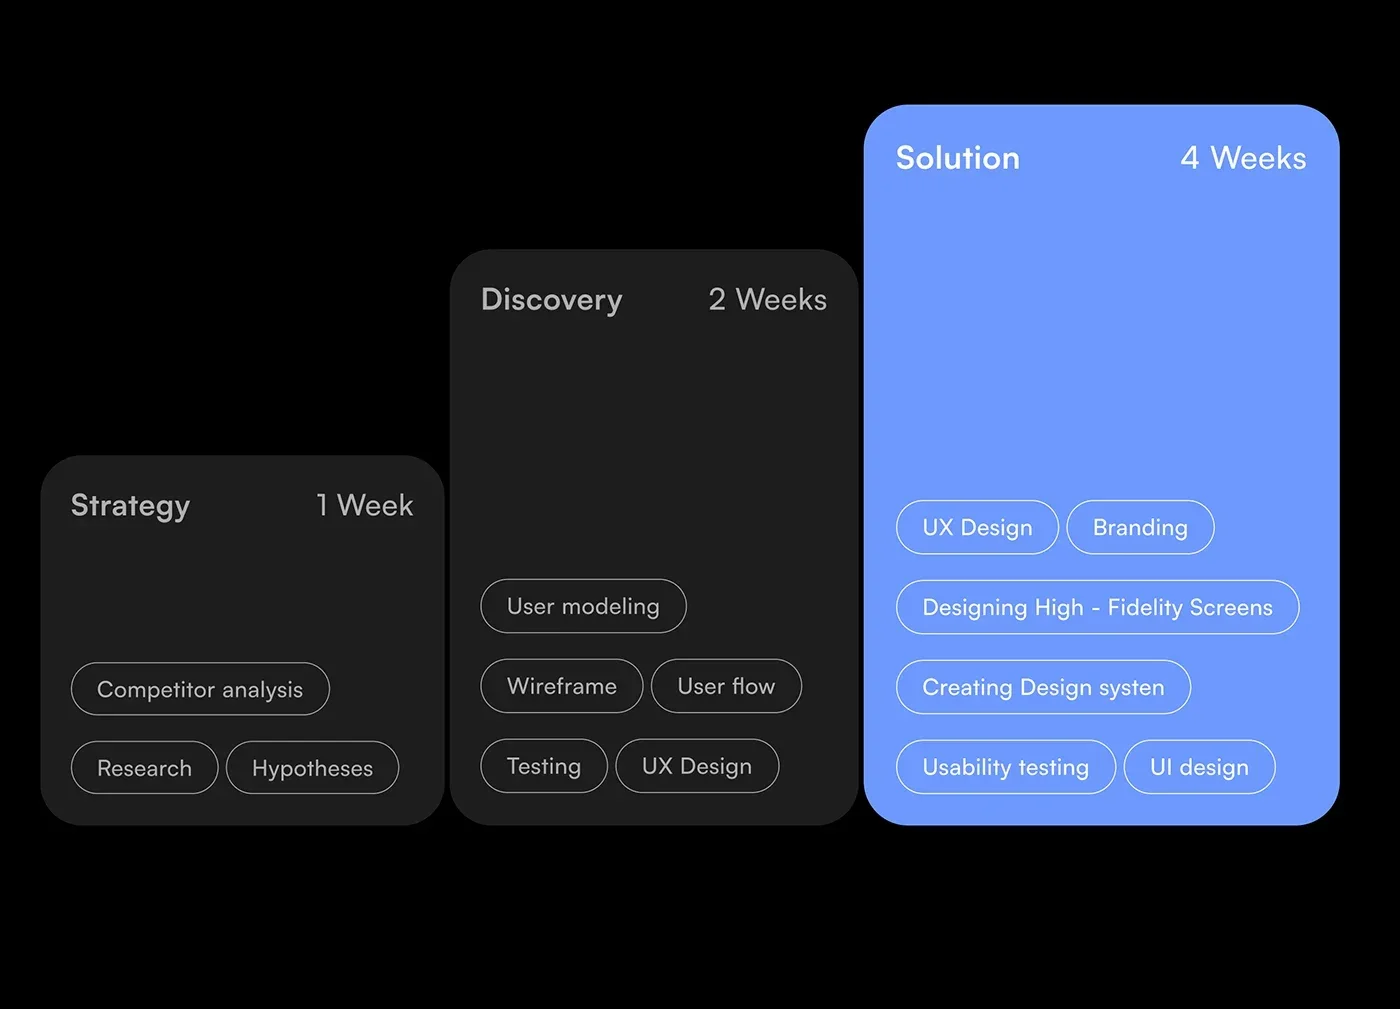 Strategy 1 Week
Competitor analysis
Research Hypotheses
Discovery 2 Weeks
User modeling
Wireframe User flow
Testing UX Design
Solution 4 Weeks
UX Design Branding
Designing High - Fidelity Screens
Creating Design systen
Usability testing UI design